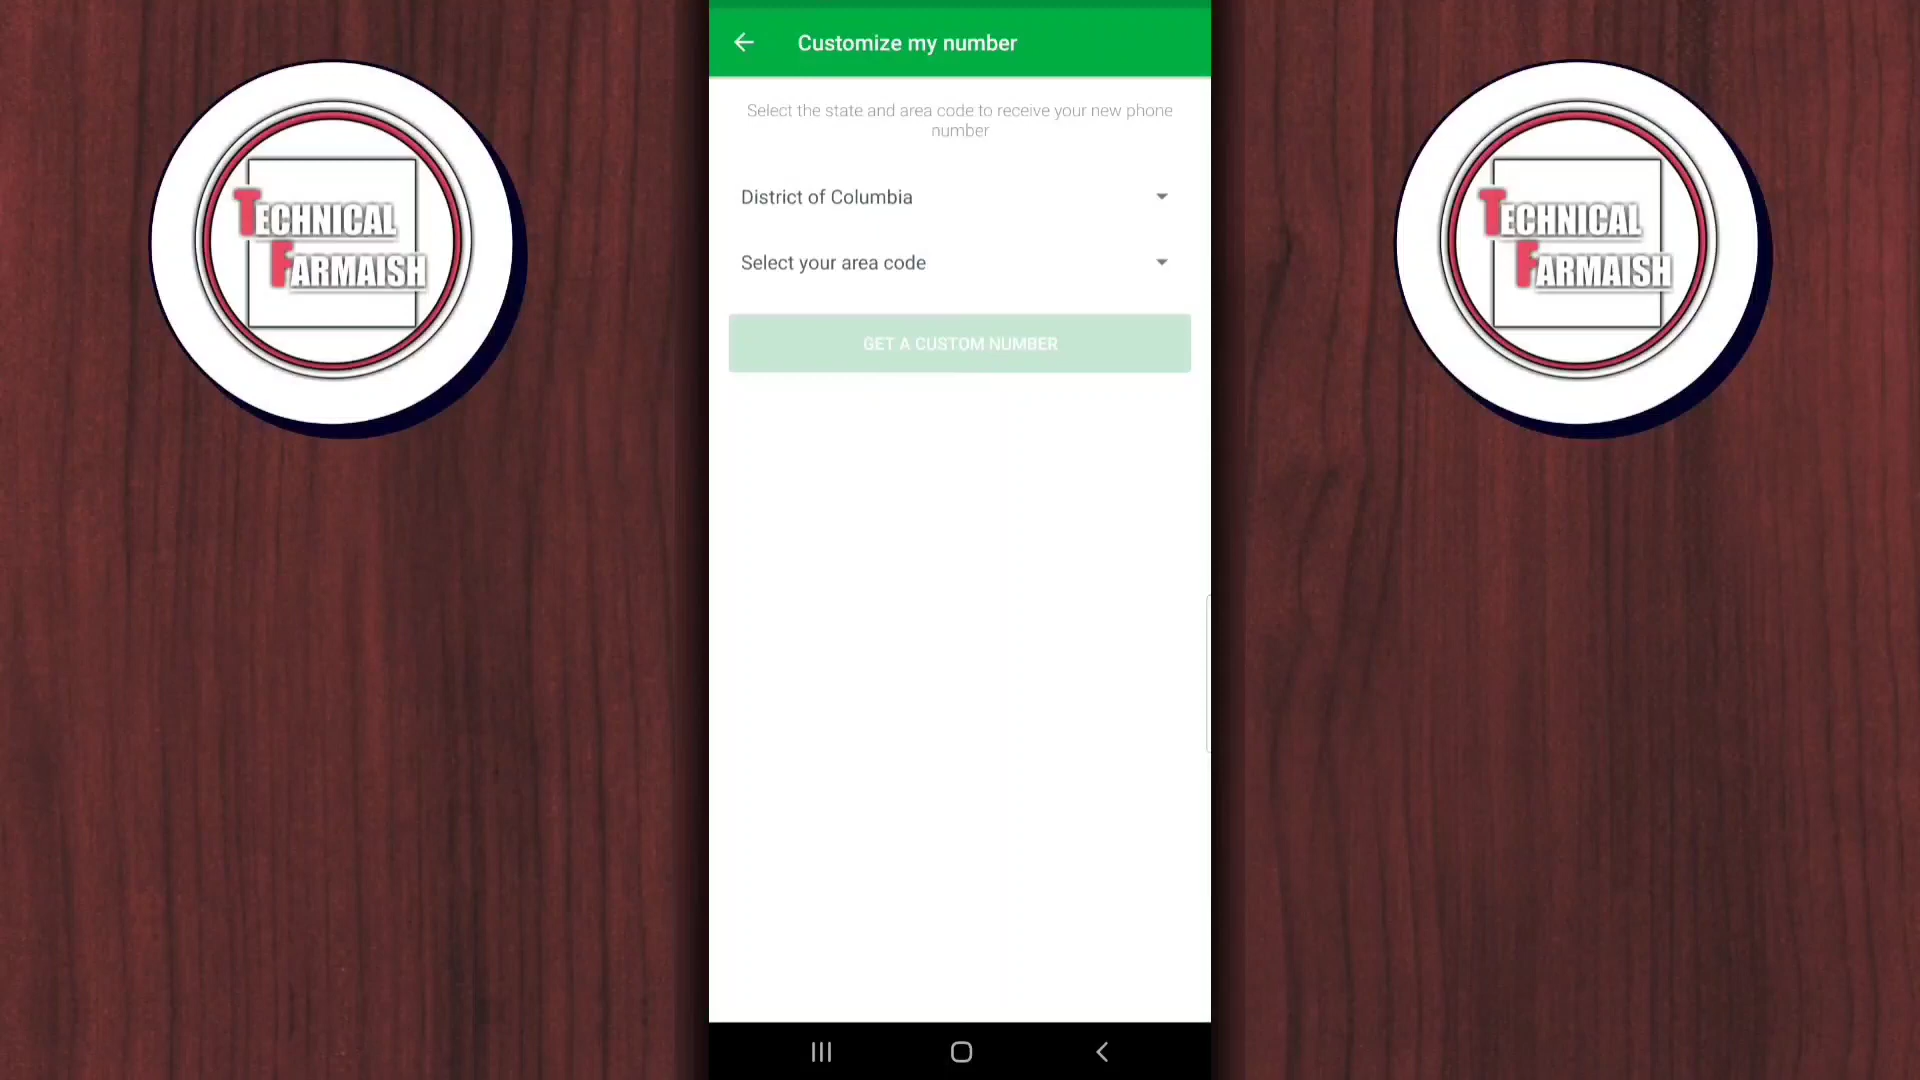 Customize my number
Select the state and area code to receive your new phone
number
District of Columbia
Select your area code
GET A CUSTOM NUMBER
TECHNICAL
FARMAISH
TECHNICAL
FARMAISH